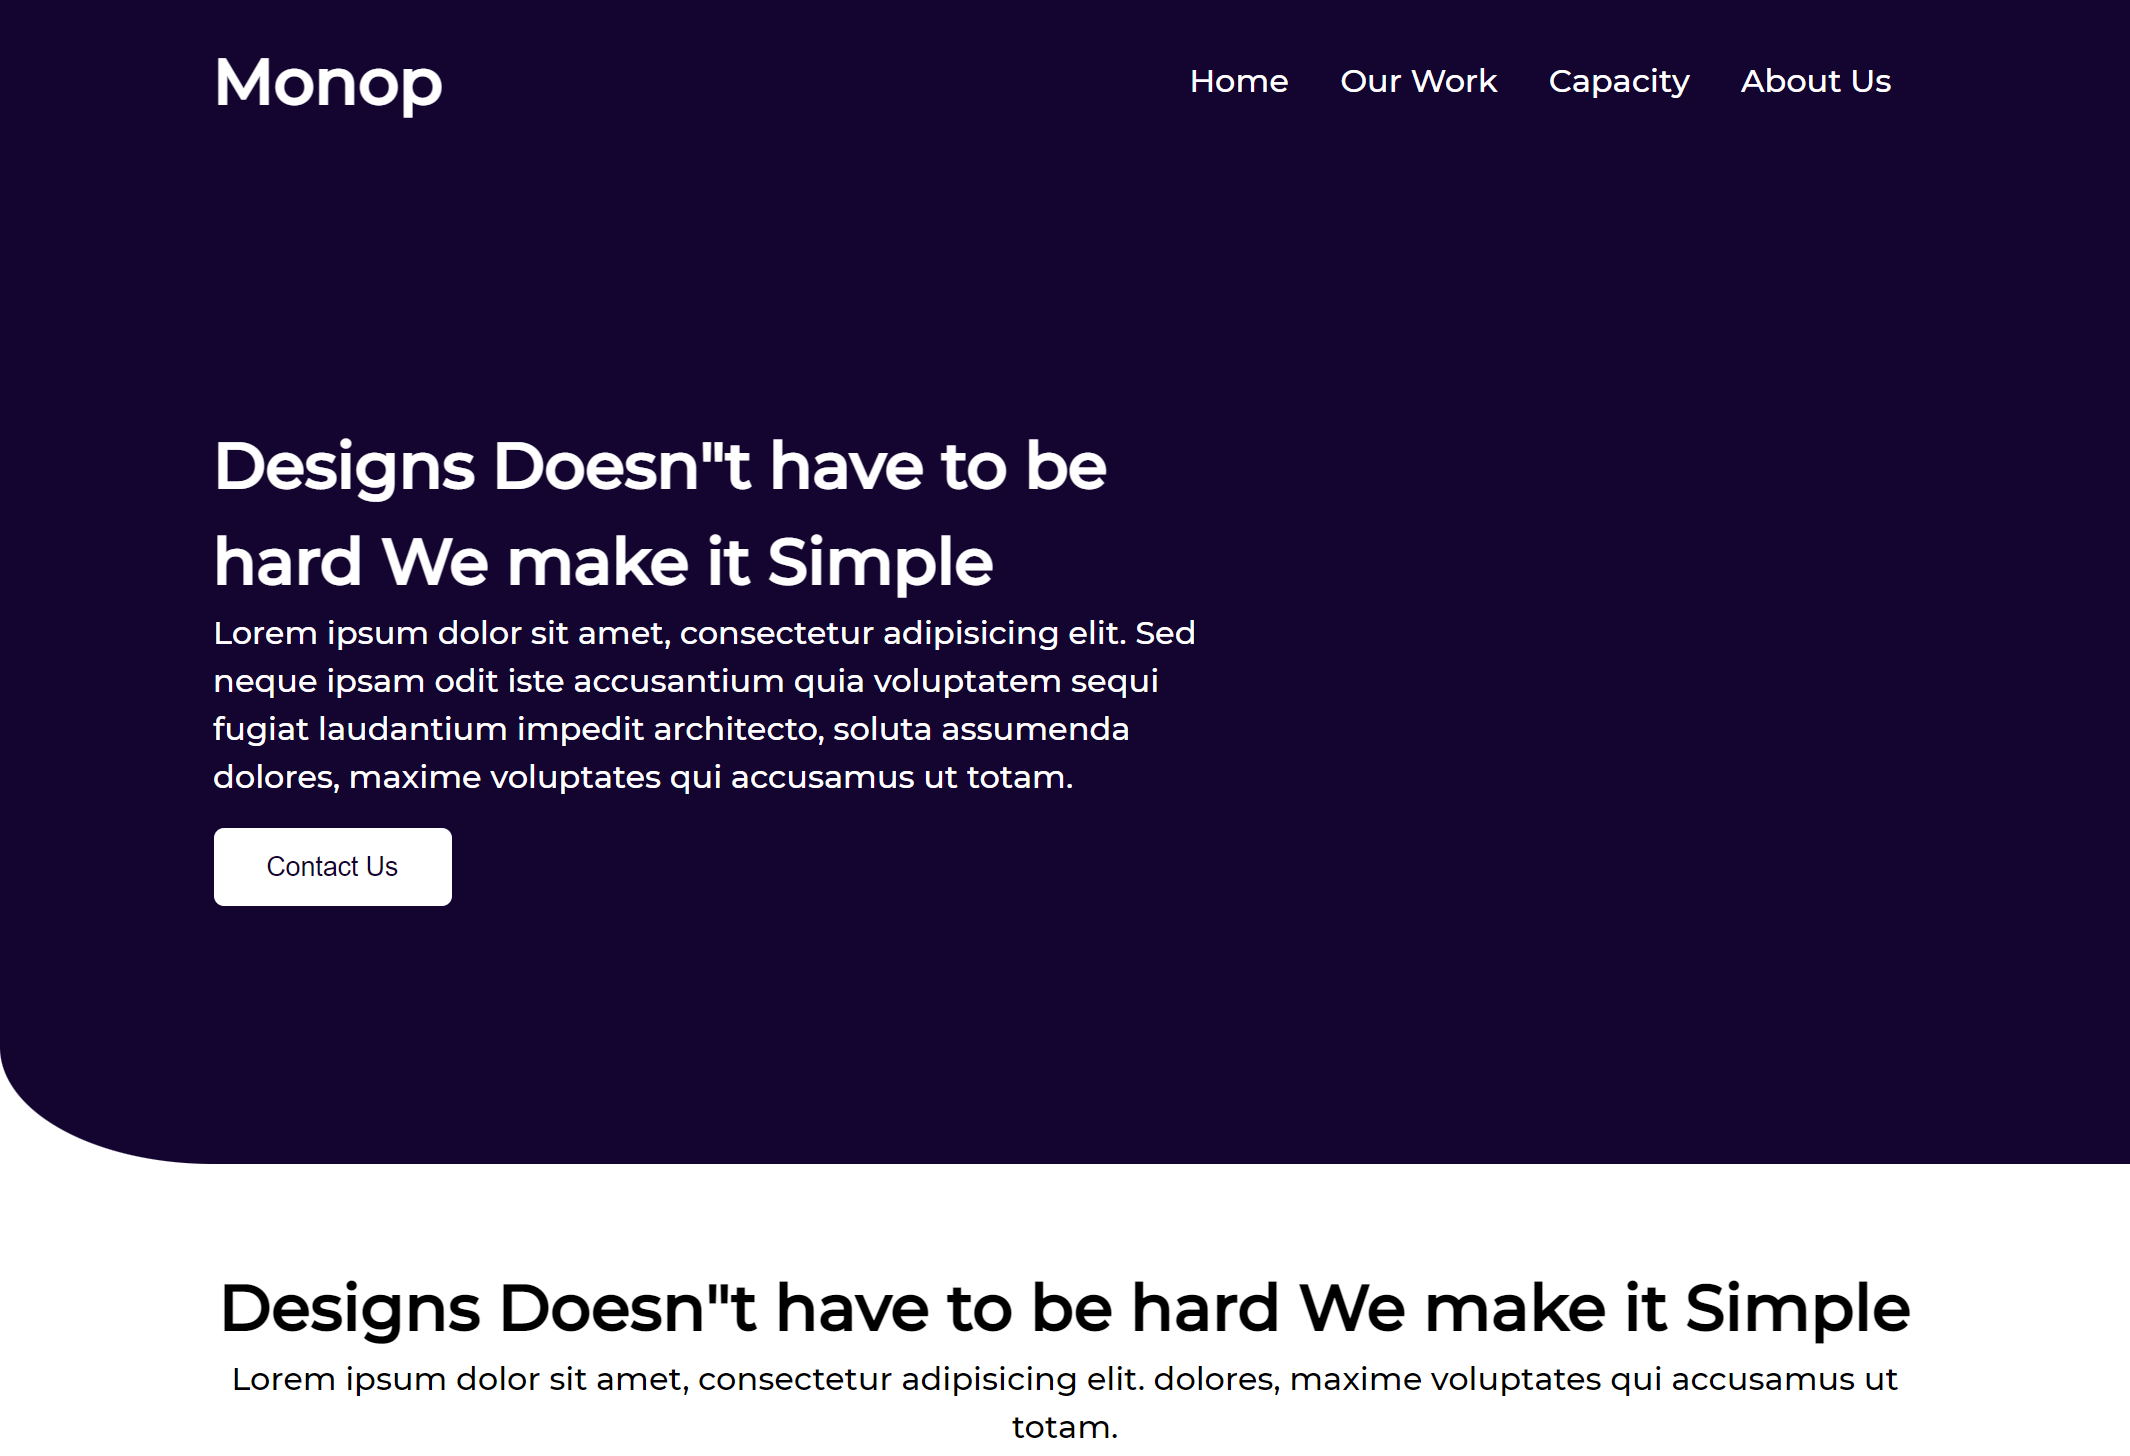 Monop
Home Our Work Capacity About Us
Designs Doesn"t have to be
hard We make it Simple
Lorem ipsum dolor sit amet, consectetur adipisicing elit. Sed
neque ipsam odit iste accusantium quia voluptatem sequi
fugiat laudantium impedit architecto, soluta assumenda
dolores, maxime voluptates qui accusamus ut totam.
Contact Us
Designs Doesn"t have to be hard We make it Simple
Lorem ipsum dolor sit amet, consectetur adipisicing elit. dolores, maxime voluptates qui accusamus ut
totam.